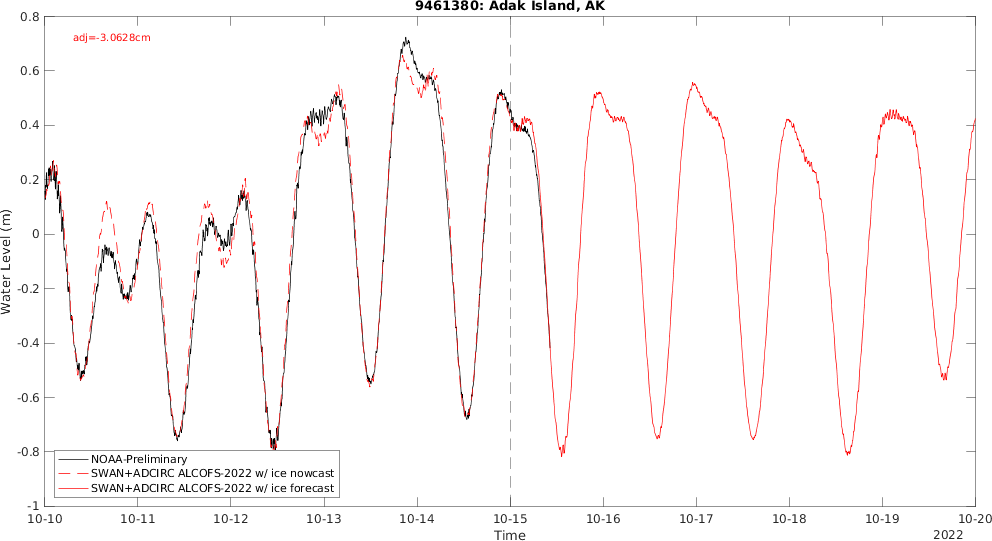 9461380: Adak Island, AK
adj=-3.0628cm
0.8
0.6
0.4
0.2
0
-0.2
-0.4
-0.6
-0.8
-1
Water Level (m)
NOAA-Preliminary
SWAN+ADCIRC ALCOFS-2022 w/ ice nowcast
SWAN+ADCIRC ALCOFS-2022 w/ ice forecast
10-10 10-11 10-12 10-13 10-14 10-15 10-16 10-17 10-18 10-19 10-20
Time
2022